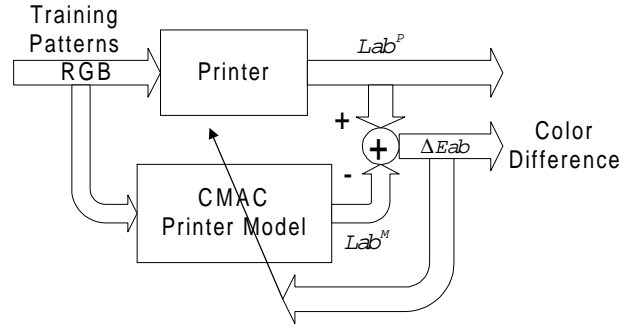 Training
Patterns
RGB
Printer
Lab^P
+
+
-
ΔEab
Color
Difference
CMAC
Printer Model
Lab^M